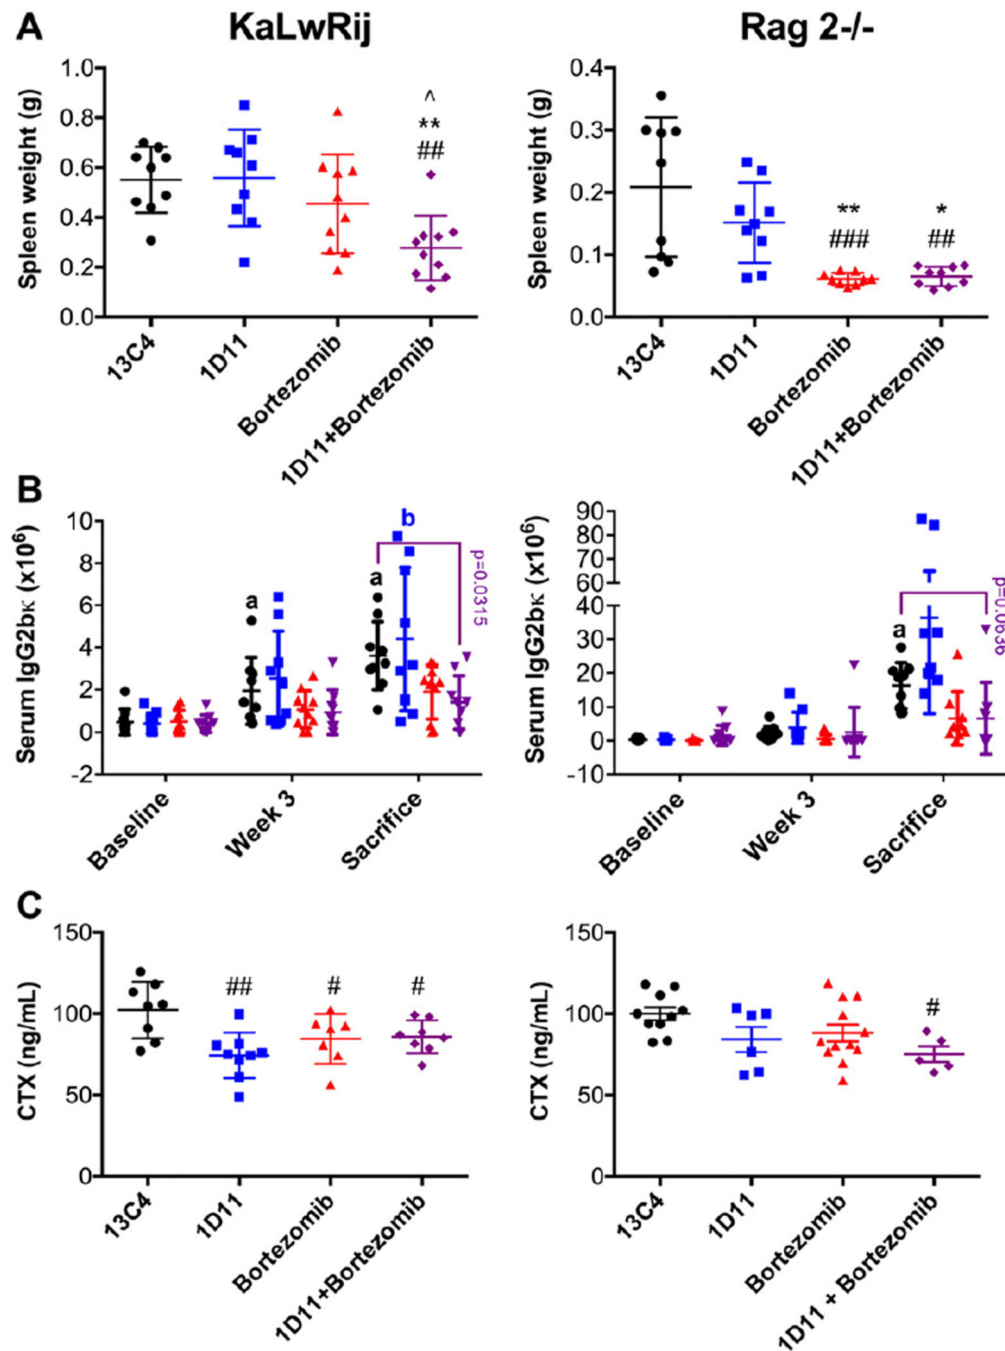 A
KaLwRij
Rag 2-/-
Spleen weight (g)
1.0
0.8
0.6
0.4
0.2
0.0
^
**
##
13C4
1D11
Bortezomib
1D11+Bortezomib
Spleen weight (g)
0.4
0.3
0.2
0.1
0.0
**
###
*
##
13C4
1D11
Bortezomib
1D11+Bortezomib
B
Serum IgG2bκ (x10⁶)
10
8
6
4
2
0
-2
a
a
b
p=0.0315
Baseline
Week 3
Sacrifice
Serum IgG2bκ (x10⁶)
90
80
70
60
40
30
20
10
0
-10
a
p=0.0636
Baseline
Week 3
Sacrifice
C
CTX (ng/mL)
150
100
50
0
##
#
#
13C4
1D11
Bortezomib
1D11+Bortezomib
CTX (ng/mL)
150
100
50
0
#
13C4
1D11
Bortezomib
1D11 + Bortezomib